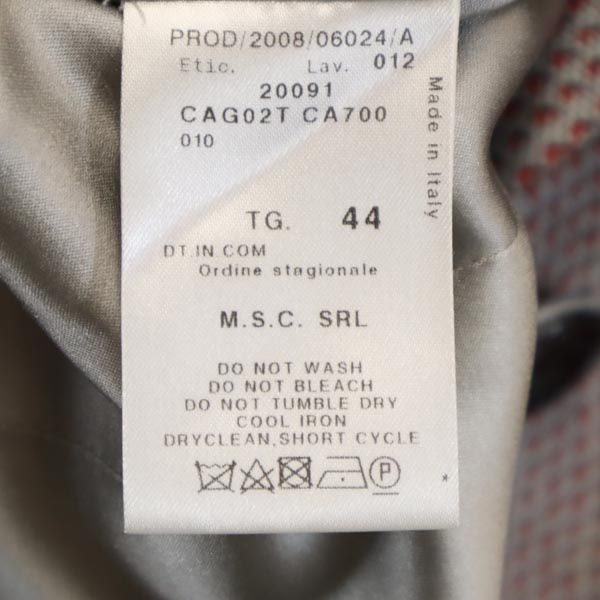 PROD/2008/06024/A
Etic. Lav. 012
20091
CAG02T CA700
010
Made in Italy
TG. 44
DT.IN.COM
Ordine stagionale
M.S.C. SRL
DO NOT WASH
DO NOT BLEACH
DO NOT TUMBLE DRY
COOL IRON
DRYCLEAN,SHORT CYCLE
P
*